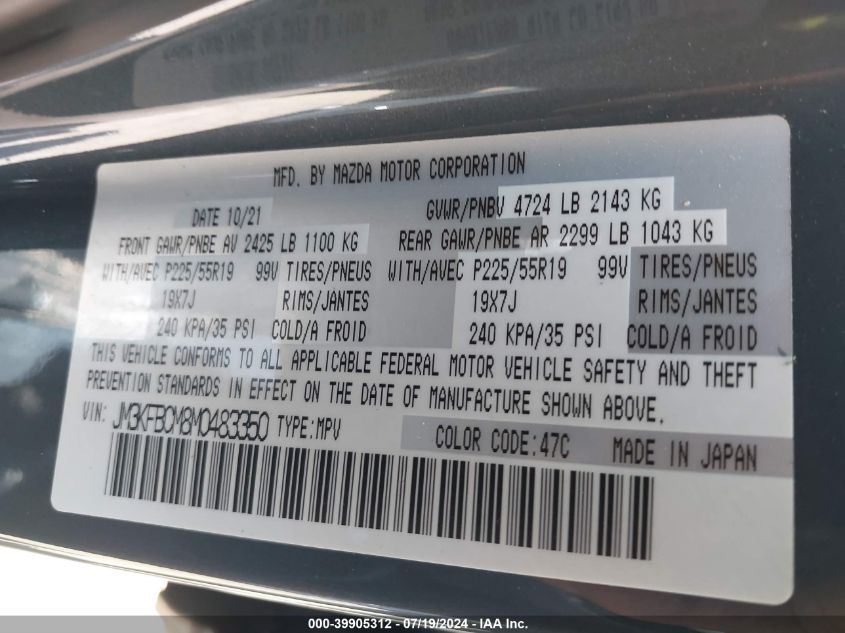 MFD. BY MAZDA MOTOR CORPORATION
DATE 10/21 GVWR/PNBV 4724 LB 2143 KG
FRONT GAWR/PNBE AV 2425 LB 1100 KG REAR GAWR/PNBE AR 2299 LB 1043 KG
WITH/AVEC P225/55R19 99V TIRES/PNEUS WITH/AVEC P225/55R19 99V TIRES/PNEUS
19X7J RIMS/JANTES 19X7J RIMS/JANTES
240 KPA/35 PSI COLD/A FROID 240 KPA/35 PSI COLD/A FROID
THIS VEHICLE CONFORMS TO ALL APPLICABLE FEDERAL MOTOR VEHICLE SAFETY AND THEFT
PREVENTION STANDARDS IN EFFECT ON THE DATE OF MANUFACTURE SHOWN ABOVE.
VIN: JM3KFBCM8M0483350 TYPE:MPV COLOR CODE:47C MADE IN JAPAN
000-39905312 - 07/19/2024 - IAA Inc.